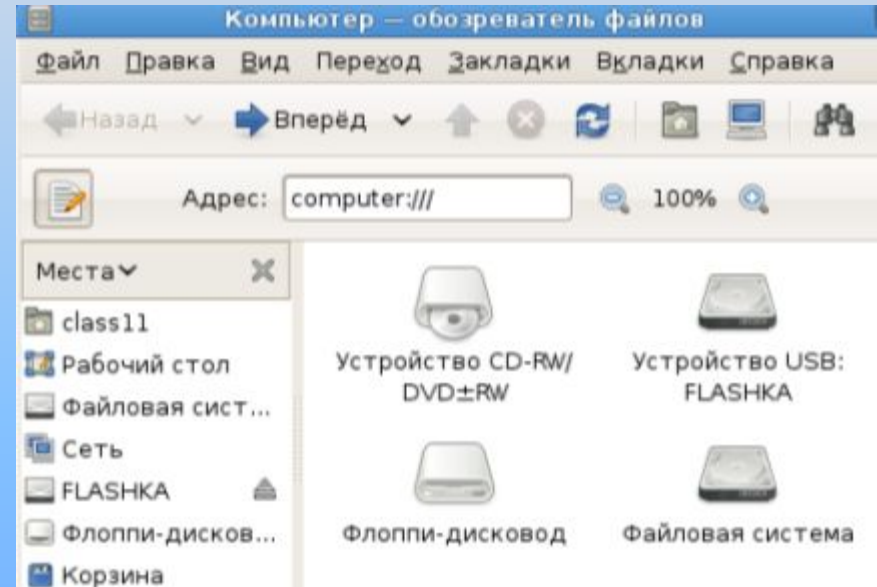 Компьютер — обозреватель файлов
Файл Правка Вид Переход Закладки Вкладки Справка
Назад Вперёд
Адрес: computer:/// 100%
Места
class11
Рабочий стол
Файловая сист...
Сеть
FLASHKA
Флоппи-дисков...
Корзина
Устройство CD-RW/
DVD±RW
Устройство USB:
FLASHKA
Флоппи-дисковод
Файловая система